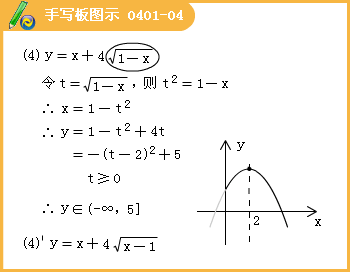 手写板图示 0401-04
(4) y=x+4√(1-x)
令 t=√(1-x) ,则 t²=1-x
∴ x=1-t²
∴ y=1-t²+4t
=-(t-2)²+5
t≥0
∴ y∈(-∞, 5]
y
2
x
(4)' y=x+4√(x-1)